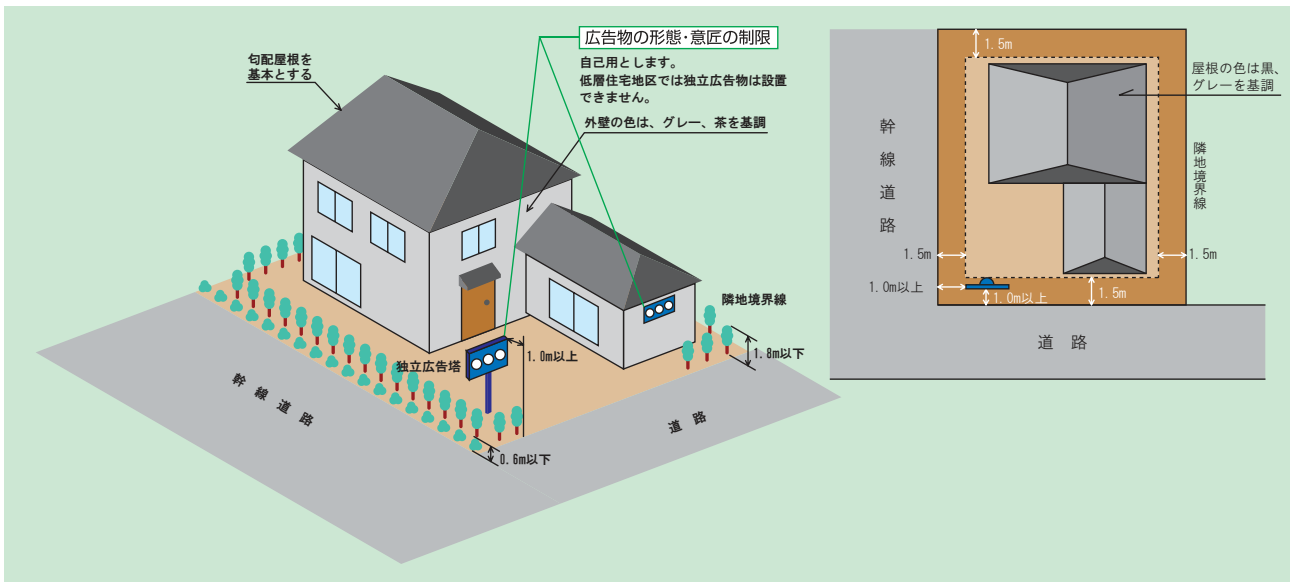 広告物の形態・意匠の制限
自己用とします。
低層住宅地区では独立広告物は設置
できません。
勾配屋根を
基本とする
外壁の色は、グレー、茶を基調
隣地境界線
1.8m以下
1.0m以上
独立広告塔
幹線道路
道路
0.6m以下
1.5m
屋根の色は黒、
グレーを基調
幹線道路
隣地境界線
1.5m
1.5m
1.0m以上
1.0m以上
1.5m
道路